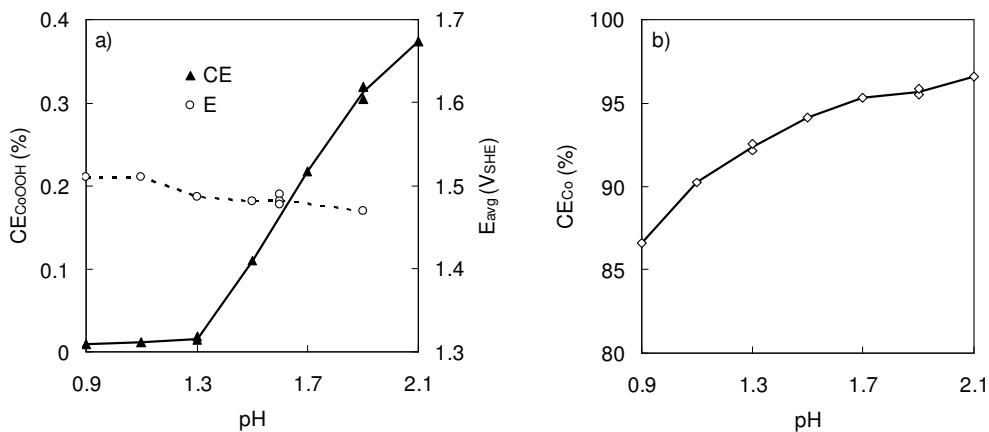 a)
CE
E
0.4
0.3
0.2
0.1
0
CECoOOH (%)
1.7
1.6
1.5
1.4
1.3
Eavg (VSHE)
0.9 1.3 1.7 2.1
pH
b)
100
95
90
85
80
CECo (%)
0.9 1.3 1.7 2.1
pH